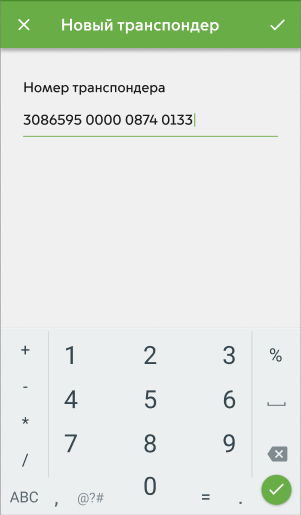 Новый транспондер
Номер транспондера
3086595 0000 0874 0133
+ 1 2 3 %
- 4 5 6
* 7 8 9
/ 0
ABC , @?# = .